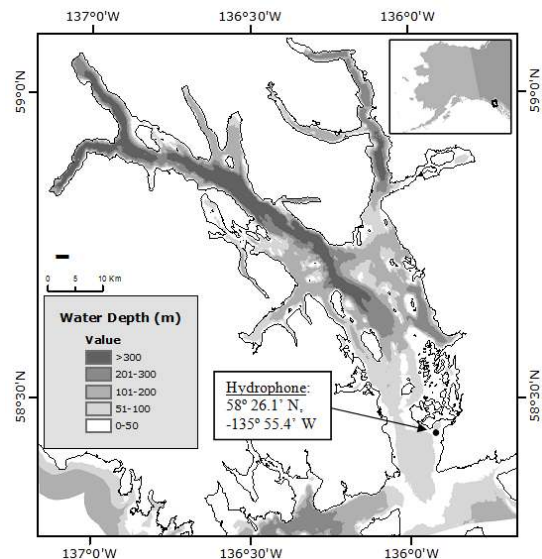 137°0'W 136°30'W 136°0'W
59°0'N
59°0'N
0 5 10 Km
Water Depth (m)
Value
>300
201-300
101-200
51-100
0-50
Hydrophone:
58° 26.1' N,
-135° 55.4' W
58°30'N
58°30'N
137°0'W 136°30'W 136°0'W